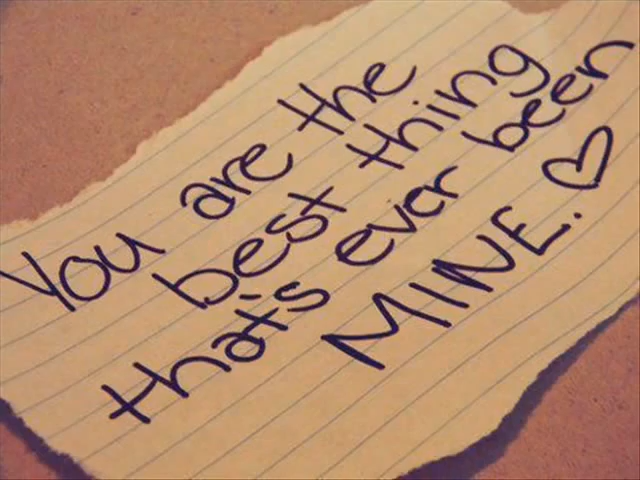 You are the
best thing
that's ever been
MINE. ♡